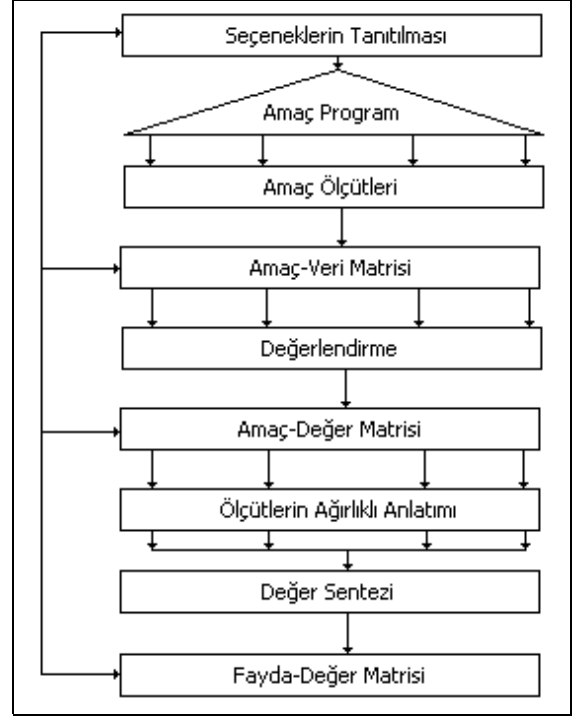 Seçeneklerin Tanıtılması
Amaç Program
Amaç Ölçütleri
Amaç-Veri Matrisi
Değerlendirme
Amaç-Değer Matrisi
Ölçütlerin Ağırlıklı Anlatımı
Değer Sentezi
Fayda-Değer Matrisi